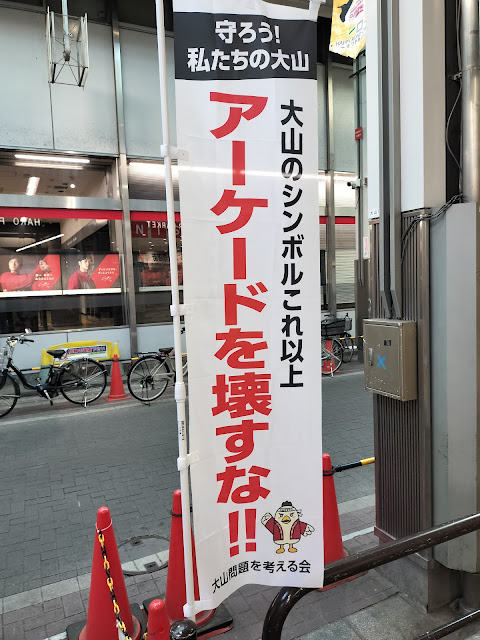 守ろう!
私たちの大山
大山のシンボルこれ以上
アーケードを壊すな!!
大山問題を考える会